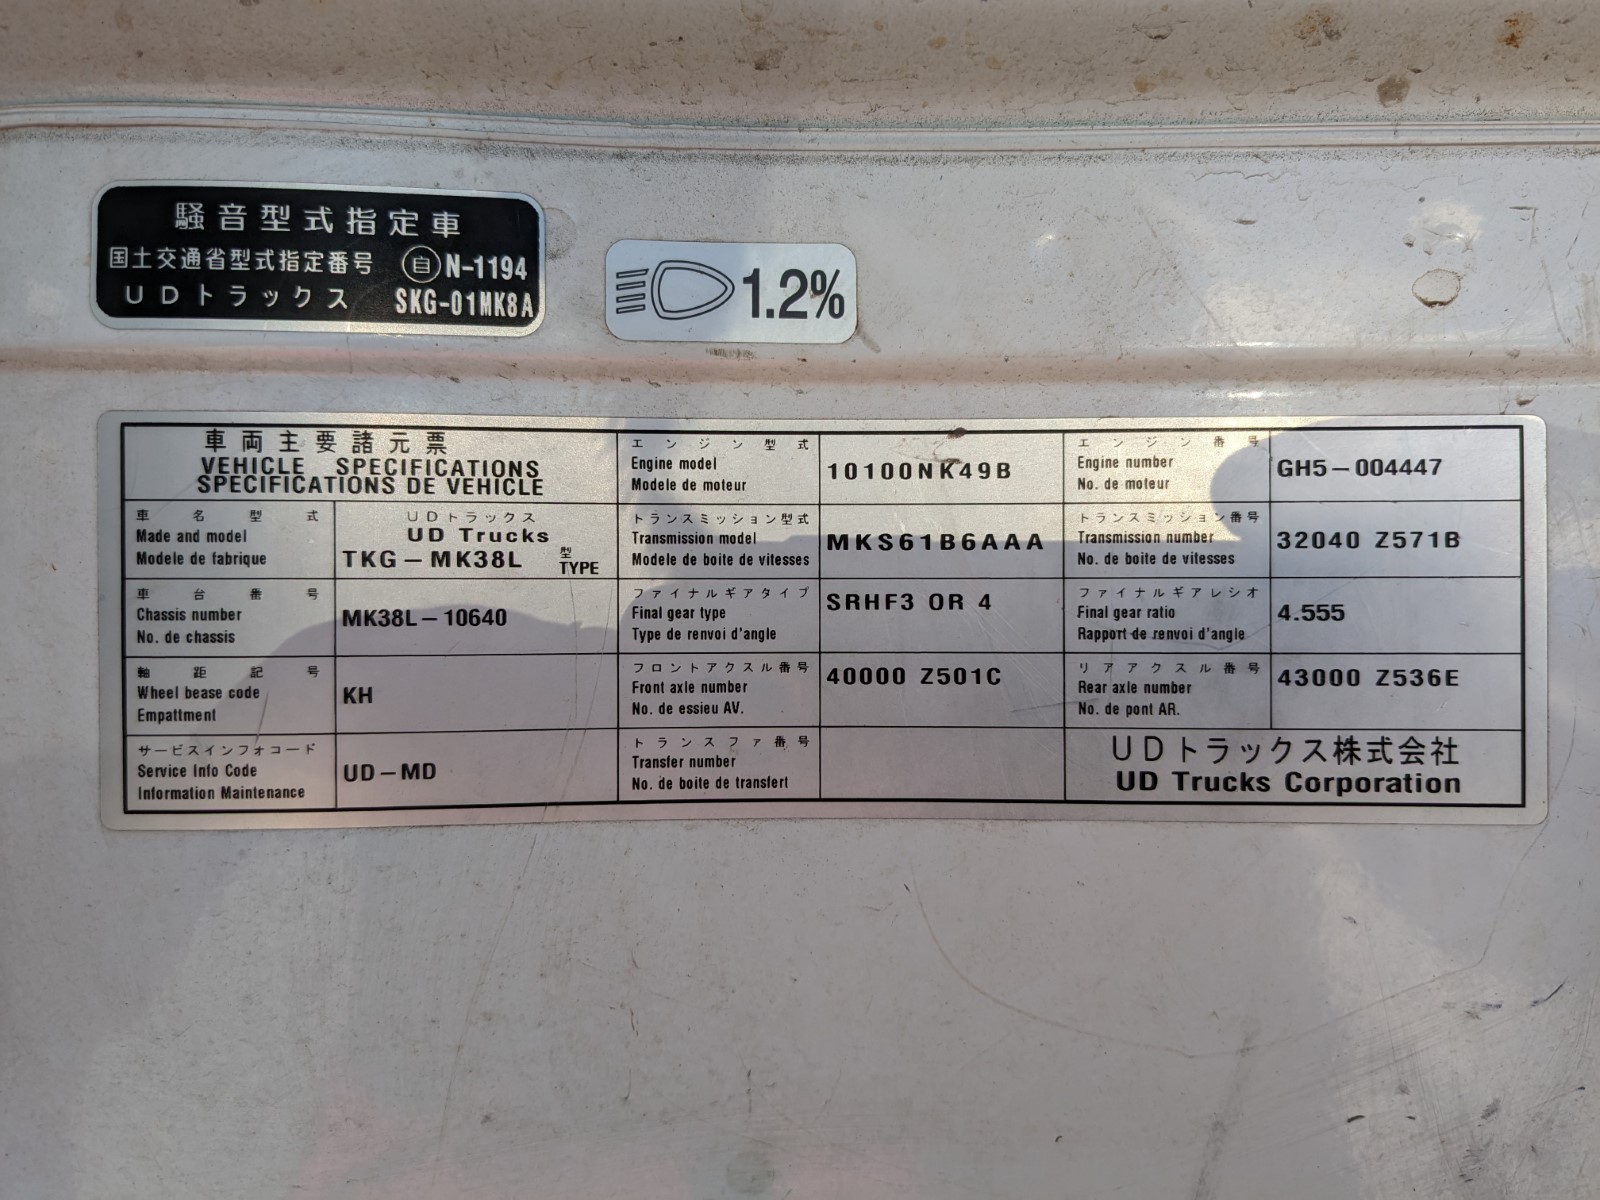 騒音型式指定車
国土交通省型式指定番号 自 N-1194
UDトラックス SKG-01MK8A
1.2%
車両主要諸元票
VEHICLE SPECIFICATIONS
SPECIFICATIONS DE VEHICLE
エンジン型式
Engine model
Modele de moteur
10100NK49B
エンジン番号
Engine number
No. de moteur
GH5-004447
車名型式
Made and model
Modele de fabrique
UDトラックス
UD Trucks
TKG-MK38L 型 TYPE
トランスミッション型式
Transmission model
Modele de boite de vitesses
MKS61B6AAA
トランスミッション番号
Transmission number
No. de boite de vitesses
32040 Z571B
車台番号
Chassis number
No. de chassis
MK38L-10640
ファイナルギアタイプ
Final gear type
Type de renvoi d'angle
SRHF3 OR 4
ファイナルギアレシオ
Final gear ratio
Rapport de renvoi d'angle
4.555
軸距記号
Wheel bease code
Empattment
KH
フロントアクスル番号
Front axle number
No. de essieu AV.
40000 Z501C
リアアクスル番号
Rear axle number
No. de pont AR.
43000 Z536E
サービスインフォコード
Service Info Code
Information Maintenance
UD-MD
トランスファ番号
Transfer number
No. de boite de transfert
UDトラックス株式会社
UD Trucks Corporation